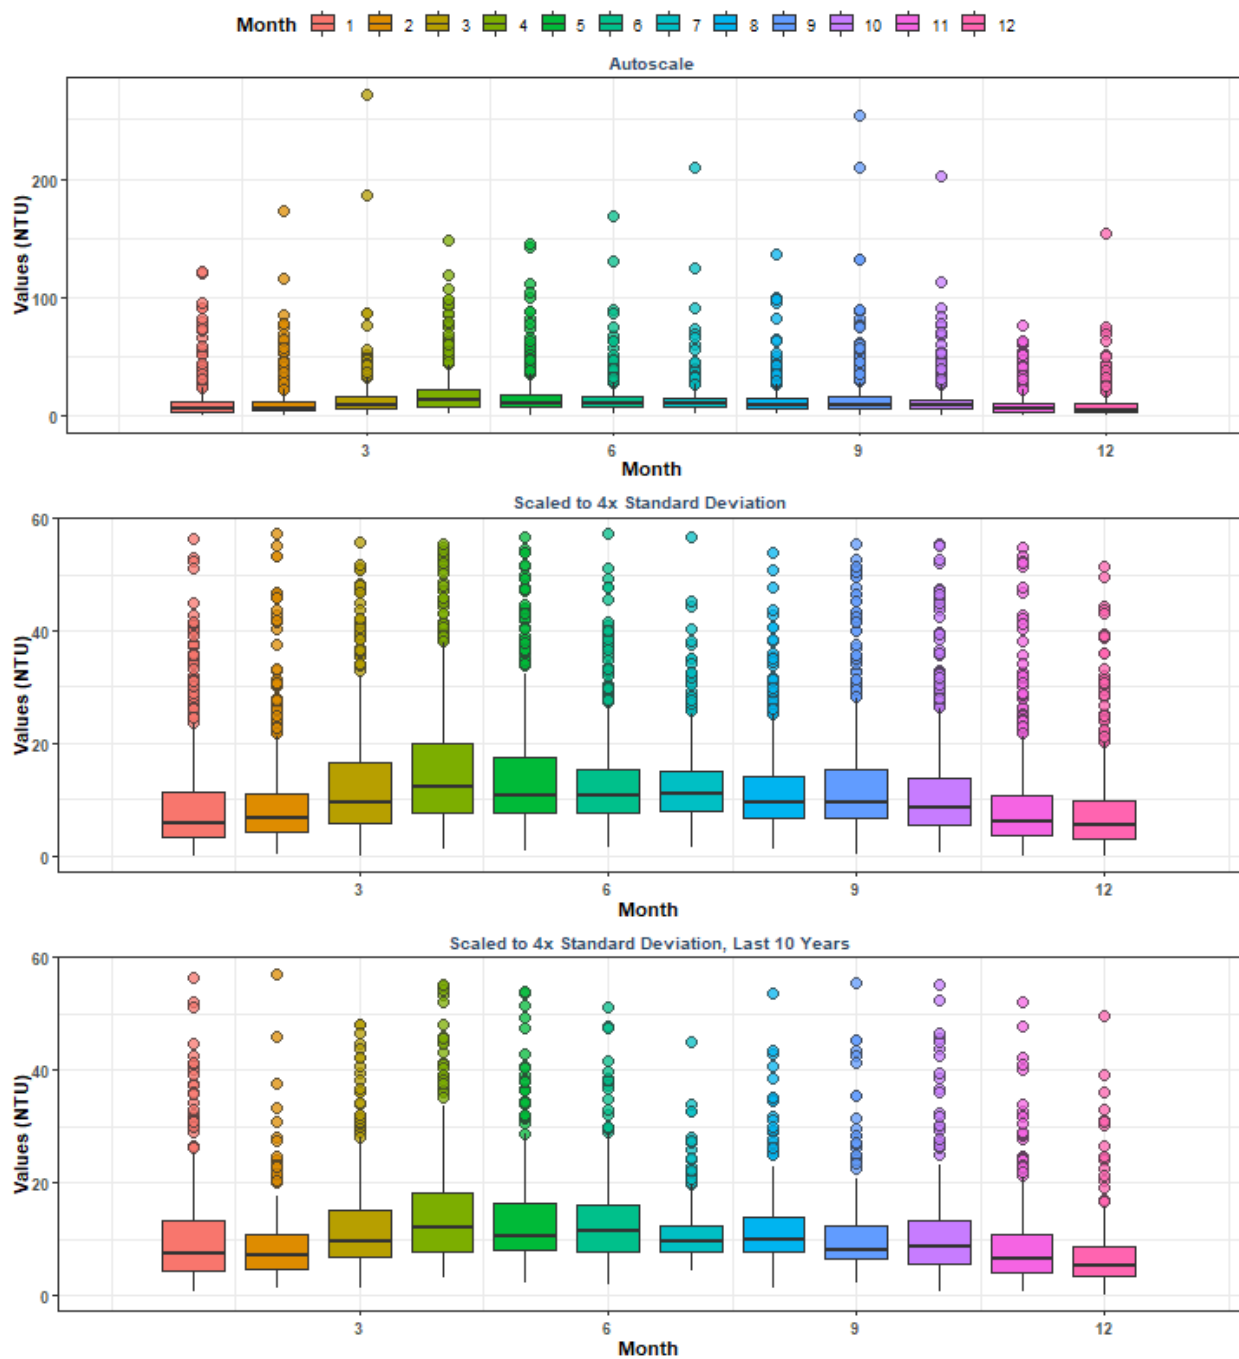 Month 1 2 3 4 5 6 7 8 9 10 11 12
Autoscale
Values (NTU)
200
100
0
3 6 9 12
Month
Scaled to 4x Standard Deviation
Values (NTU)
60
40
20
0
3 6 9 12
Month
Scaled to 4x Standard Deviation, Last 10 Years
Values (NTU)
60
40
20
0
3 6 9 12
Month